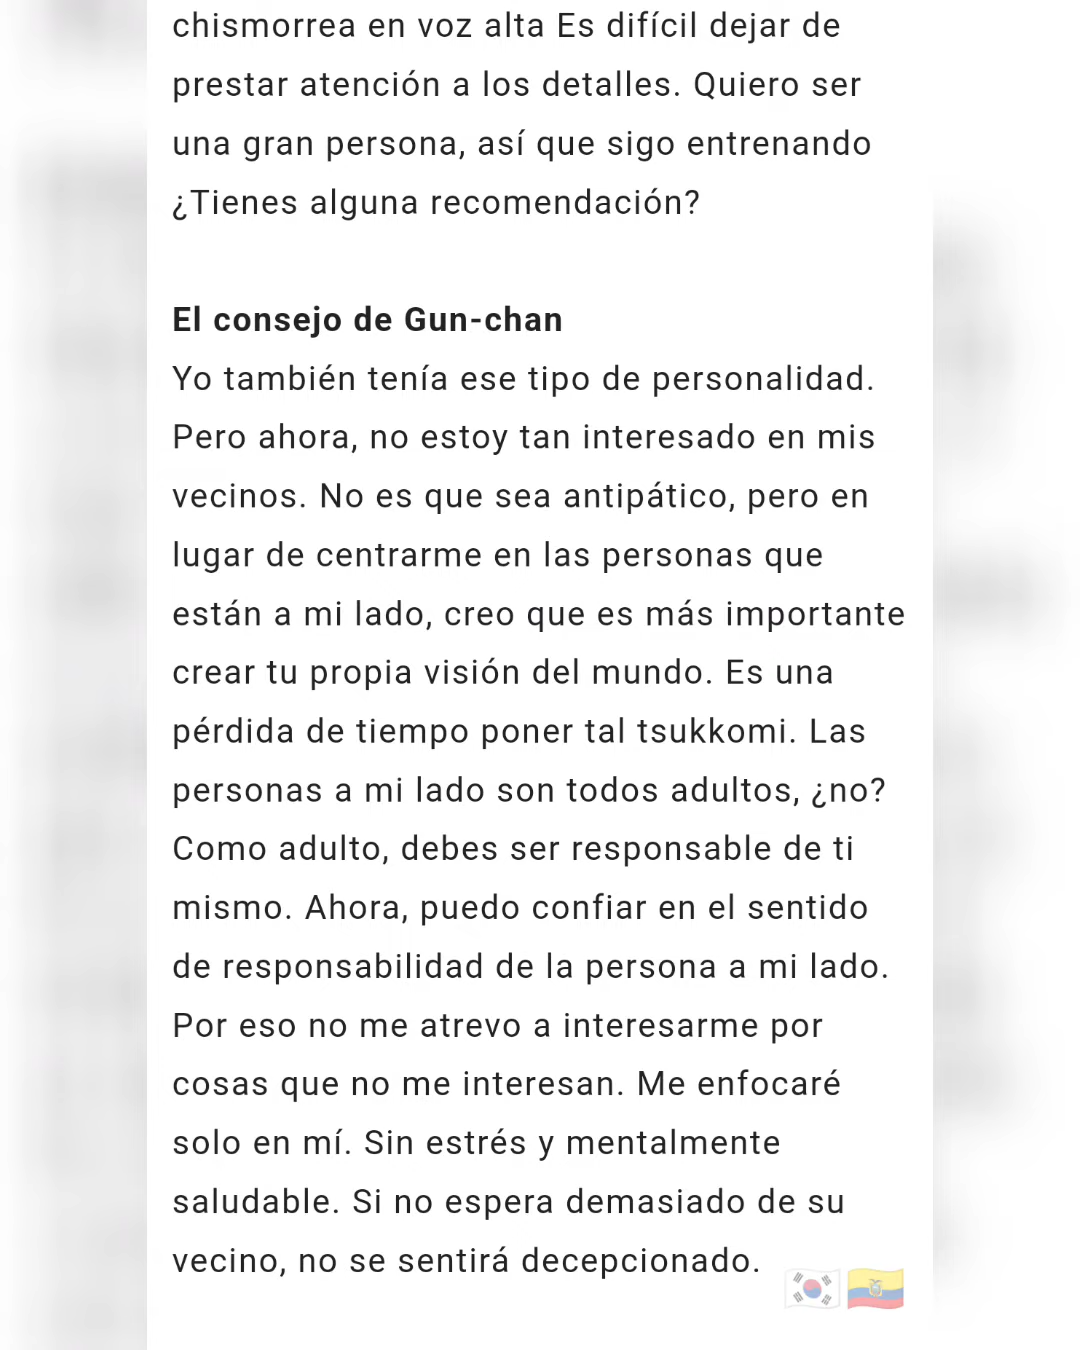 chismorrea en voz alta Es difícil dejar de
prestar atención a los detalles. Quiero ser
una gran persona, así que sigo entrenando
¿Tienes alguna recomendación?
El consejo de Gun-chan
Yo también tenía ese tipo de personalidad.
Pero ahora, no estoy tan interesado en mis
vecinos. No es que sea antipático, pero en
lugar de centrarme en las personas que
están a mi lado, creo que es más importante
crear tu propia visión del mundo. Es una
pérdida de tiempo poner tal tsukkomi. Las
personas a mi lado son todos adultos, ¿no?
Como adulto, debes ser responsable de ti
mismo. Ahora, puedo confiar en el sentido
de responsabilidad de la persona a mi lado.
Por eso no me atrevo a interesarme por
cosas que no me interesan. Me enfocaré
solo en mí. Sin estrés y mentalmente
saludable. Si no espera demasiado de su
vecino, no se sentirá decepcionado.